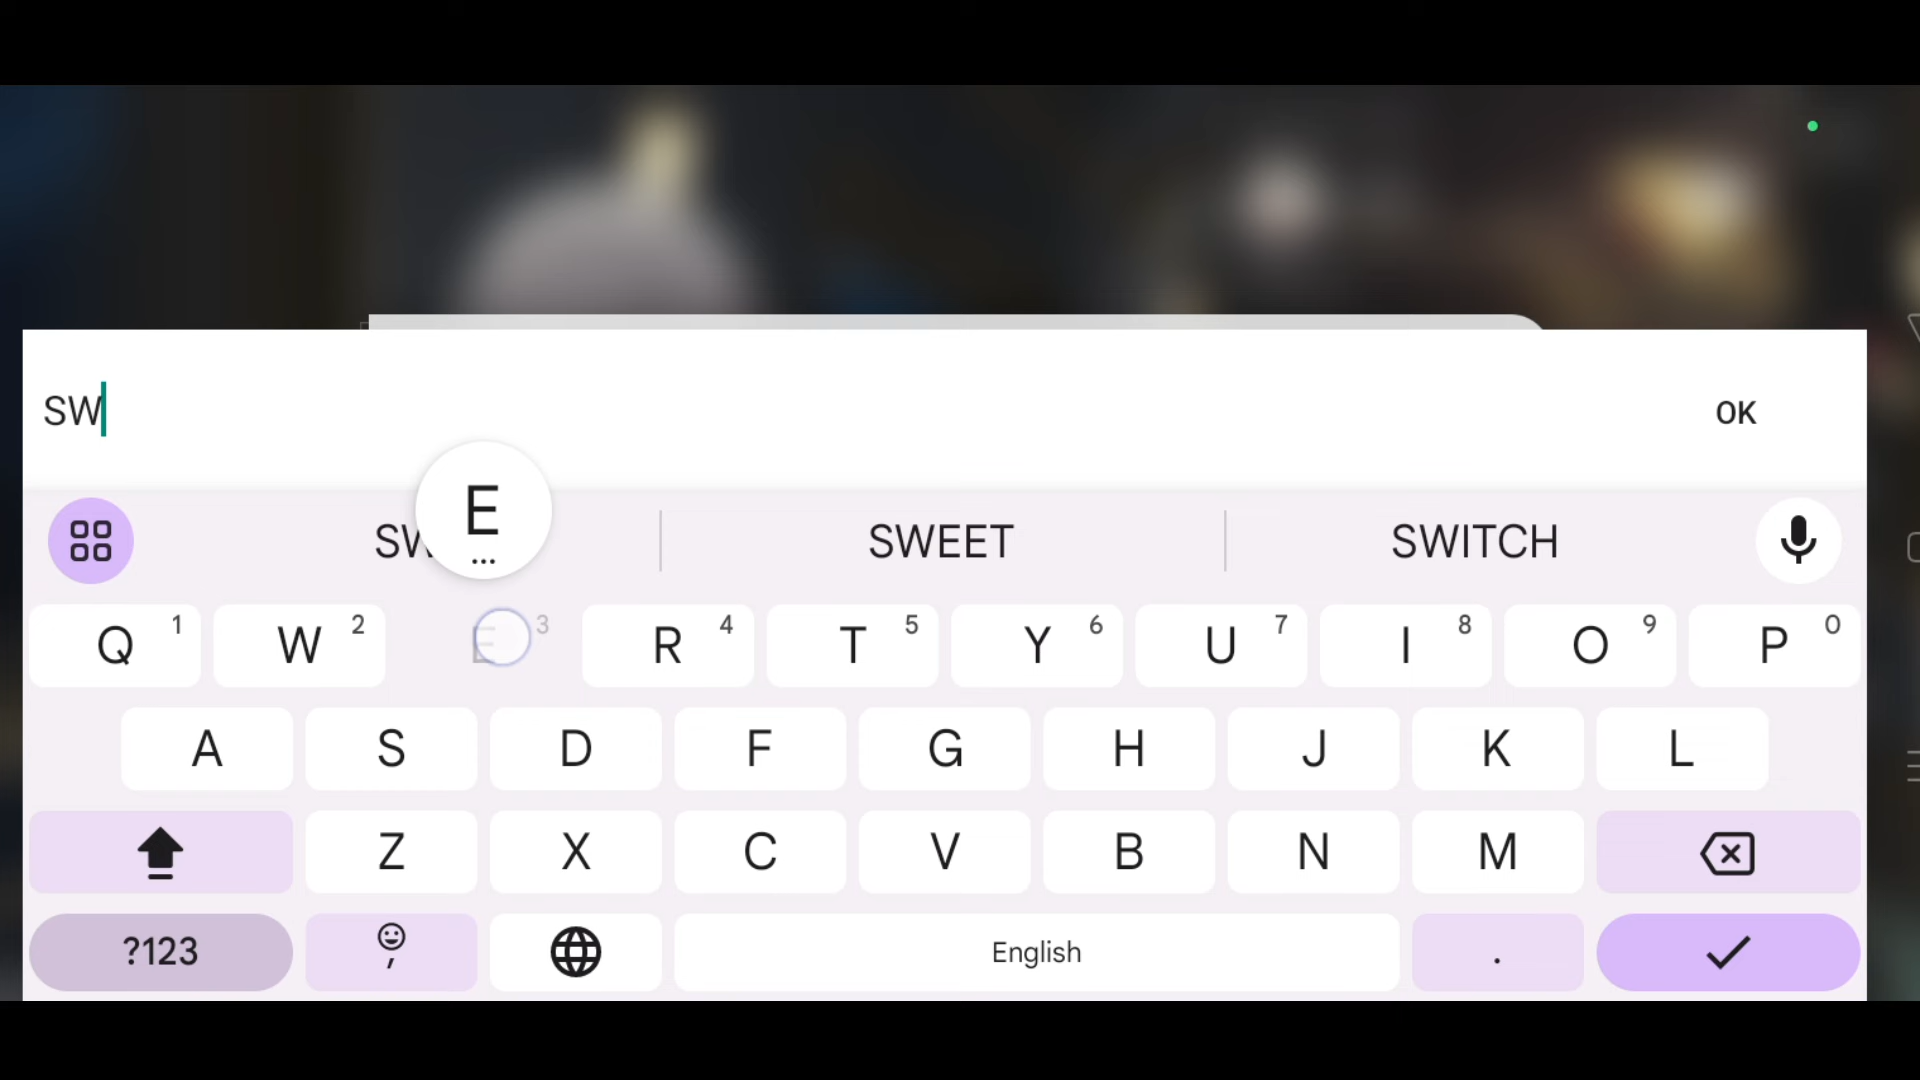 SW
OK
E
...
SWEET
SWITCH
Q 1 W 2 E 3 R 4 T 5 Y 6 U 7 I 8 O 9 P 0
A S D F G H J K L
Z X C V B N M
?123 , English .